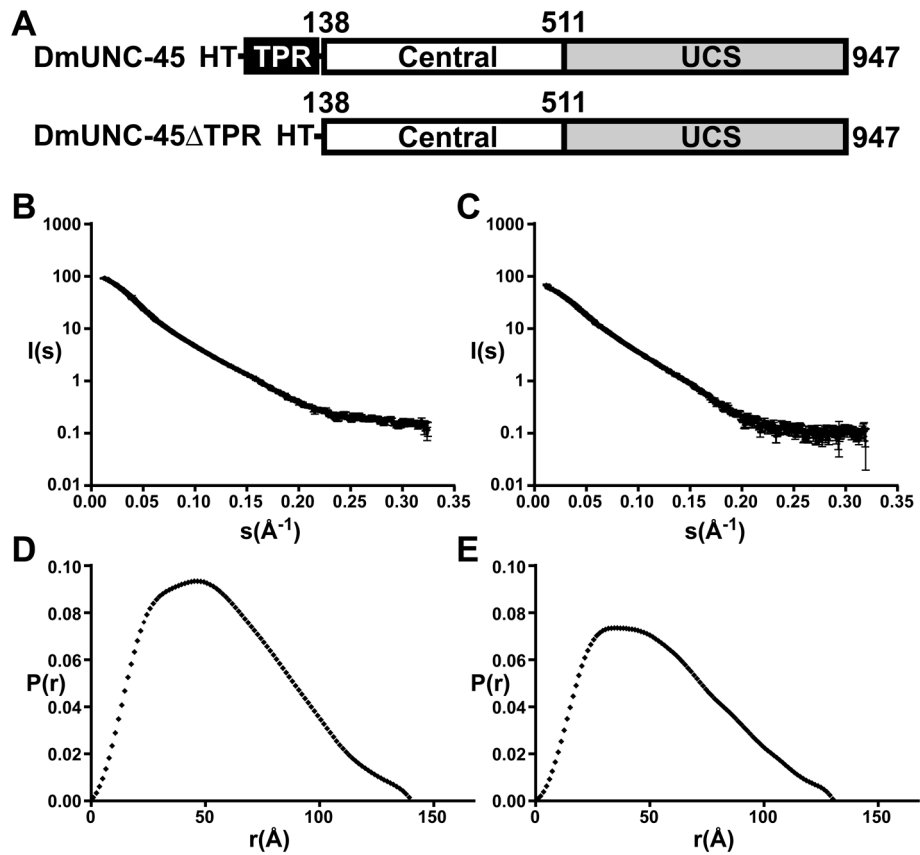 A
138 511
DmUNC-45 HT TPR Central UCS 947
138 511
DmUNC-45ΔTPR HT Central UCS 947
B
1000
100
10
1
0.1
0.01
I(s)
0.00 0.05 0.10 0.15 0.20 0.25 0.30 0.35
s(Å-1)
C
1000
100
10
1
0.1
0.01
I(s)
0.00 0.05 0.10 0.15 0.20 0.25 0.30 0.35
s(Å-1)
D
0.10
0.08
0.06
0.04
0.02
0.00
P(r)
0 50 100 150
r(Å)
E
0.10
0.08
0.06
0.04
0.02
0.00
P(r)
0 50 100 150
r(Å)